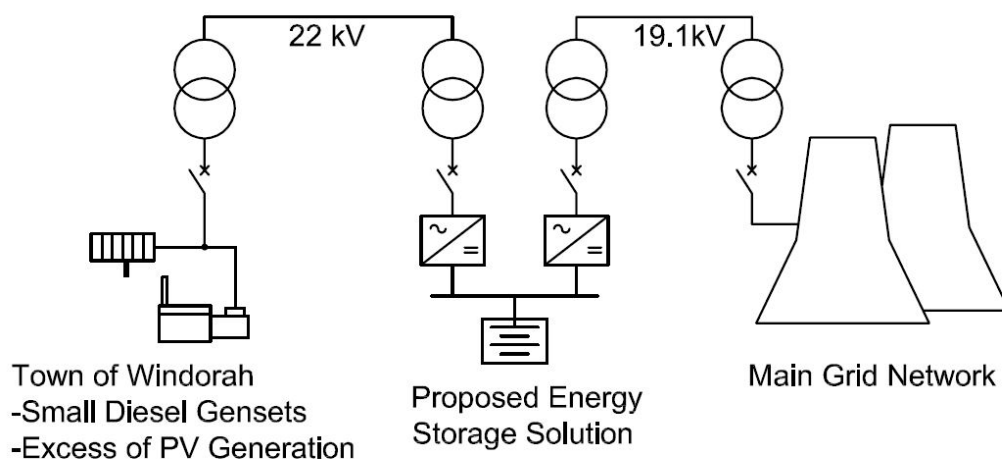 22 kV
19.1kV
Town of Windorah
-Small Diesel Gensets
-Excess of PV Generation
Proposed Energy
Storage Solution
Main Grid Network